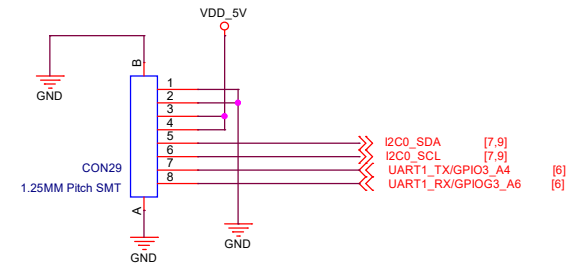 VDD_5V
B
GND
1
2
3
4
5 I2C0_SDA [7,9]
6 I2C0_SCL [7,9]
CON29 7 UART1_TX/GPIO3_A4 [6]
1.25MM Pitch SMT 8 UART1_RX/GPIOG3_A6 [6]
A
GND
GND